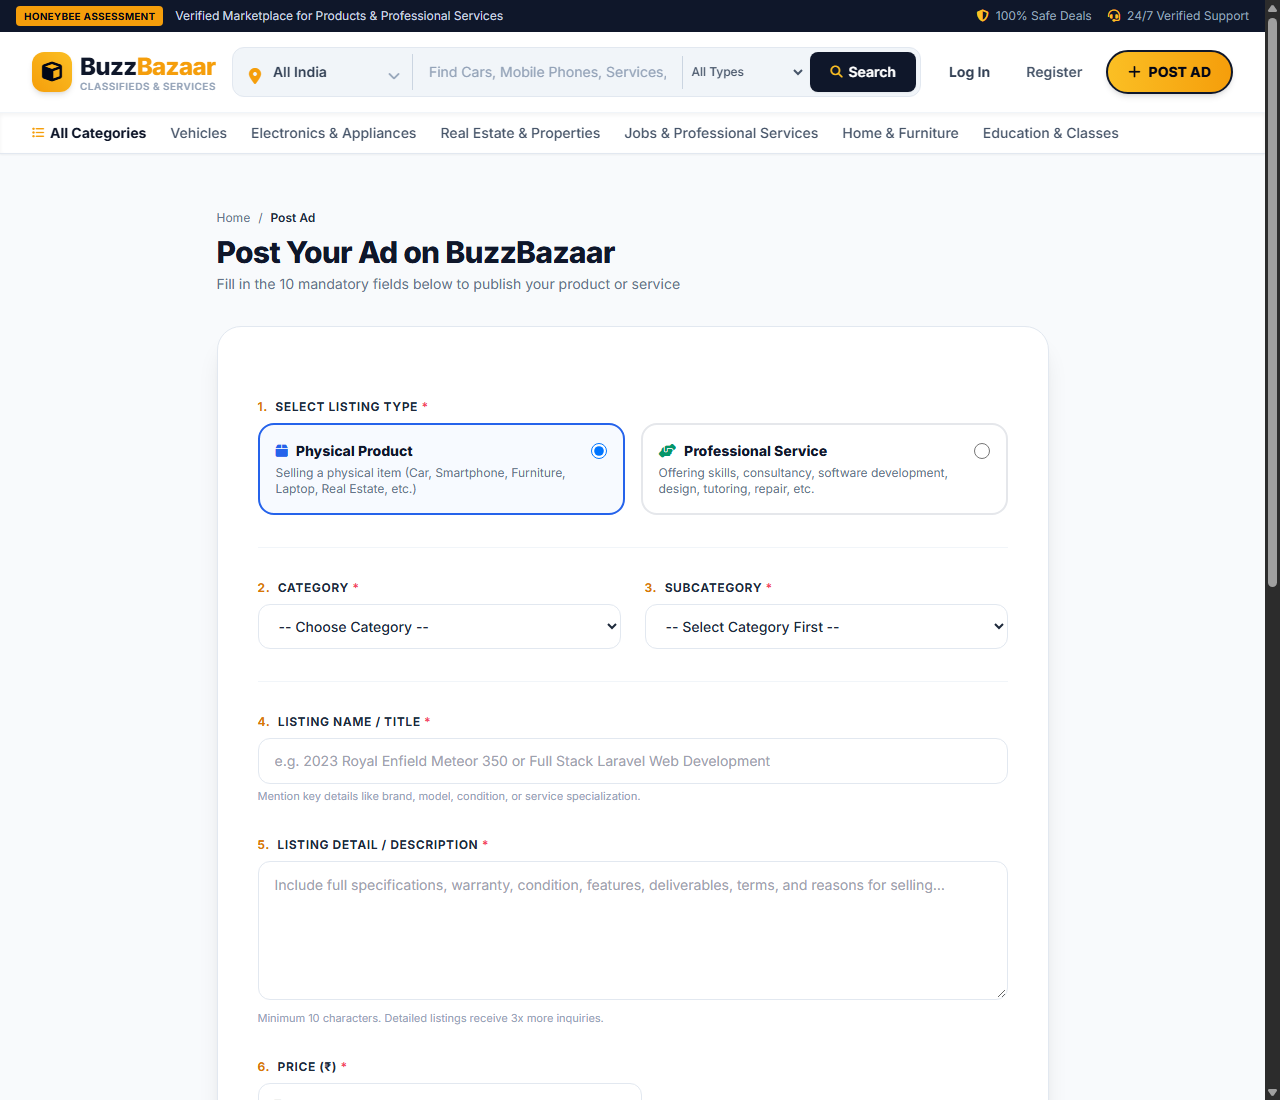 HONEYBEE ASSESSMENT Verified Marketplace for Products & Professional Services 100% Safe Deals 24/7 Verified Support
BuzzBazaar
CLASSIFIEDS & SERVICES
All India Find Cars, Mobile Phones, Services, All Types Search Log In Register + POST AD
All Categories Vehicles Electronics & Appliances Real Estate & Properties Jobs & Professional Services Home & Furniture Education & Classes
Home / Post Ad
Post Your Ad on BuzzBazaar
Fill in the 10 mandatory fields below to publish your product or service
1. SELECT LISTING TYPE *
Physical Product
Selling a physical item (Car, Smartphone, Furniture,
Laptop, Real Estate, etc.)
Professional Service
Offering skills, consultancy, software development,
design, tutoring, repair, etc.
2. CATEGORY *
-- Choose Category --
3. SUBCATEGORY *
-- Select Category First --
4. LISTING NAME / TITLE *
e.g. 2023 Royal Enfield Meteor 350 or Full Stack Laravel Web Development
Mention key details like brand, model, condition, or service specialization.
5. LISTING DETAIL / DESCRIPTION *
Include full specifications, warranty, condition, features, deliverables, terms, and reasons for selling...
Minimum 10 characters. Detailed listings receive 3x more inquiries.
6. PRICE (₹) *